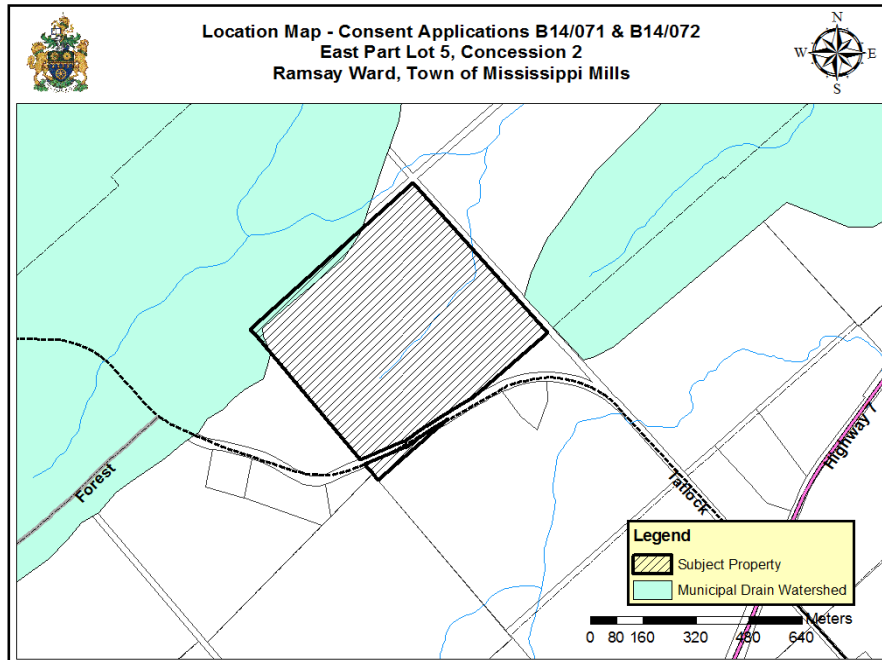 Location Map - Consent Applications B14/071 & B14/072
East Part Lot 5, Concession 2
Ramsay Ward, Town of Mississippi Mills
N
W E
S
Forest
Tatlock
Highway 7
Legend
Subject Property
Municipal Drain Watershed
Meters
0 80 160 320 480 640